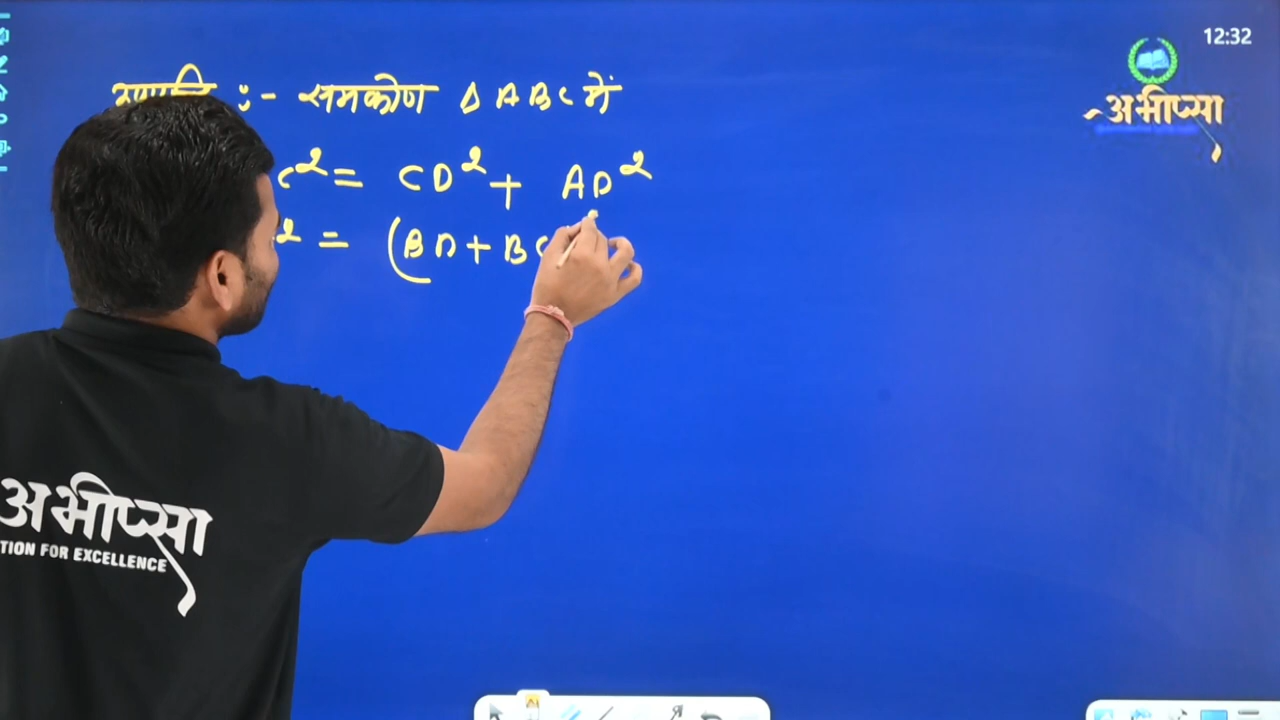 :- समकोण Δ ABC में
C² = CD² + AD²
² = (BD + BC
12:32
अभीप्सा
अभीप्सा
TION FOR EXCELLENCE